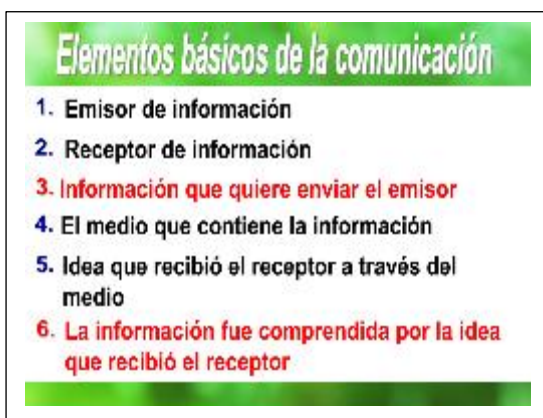 Elementos básicos de la comunicación
1. Emisor de información
2. Receptor de información
3. Información que quiere enviar el emisor
4. El medio que contiene la información
5. Idea que recibió el receptor a través del
medio
6. La información fue comprendida por la idea
que recibió el receptor